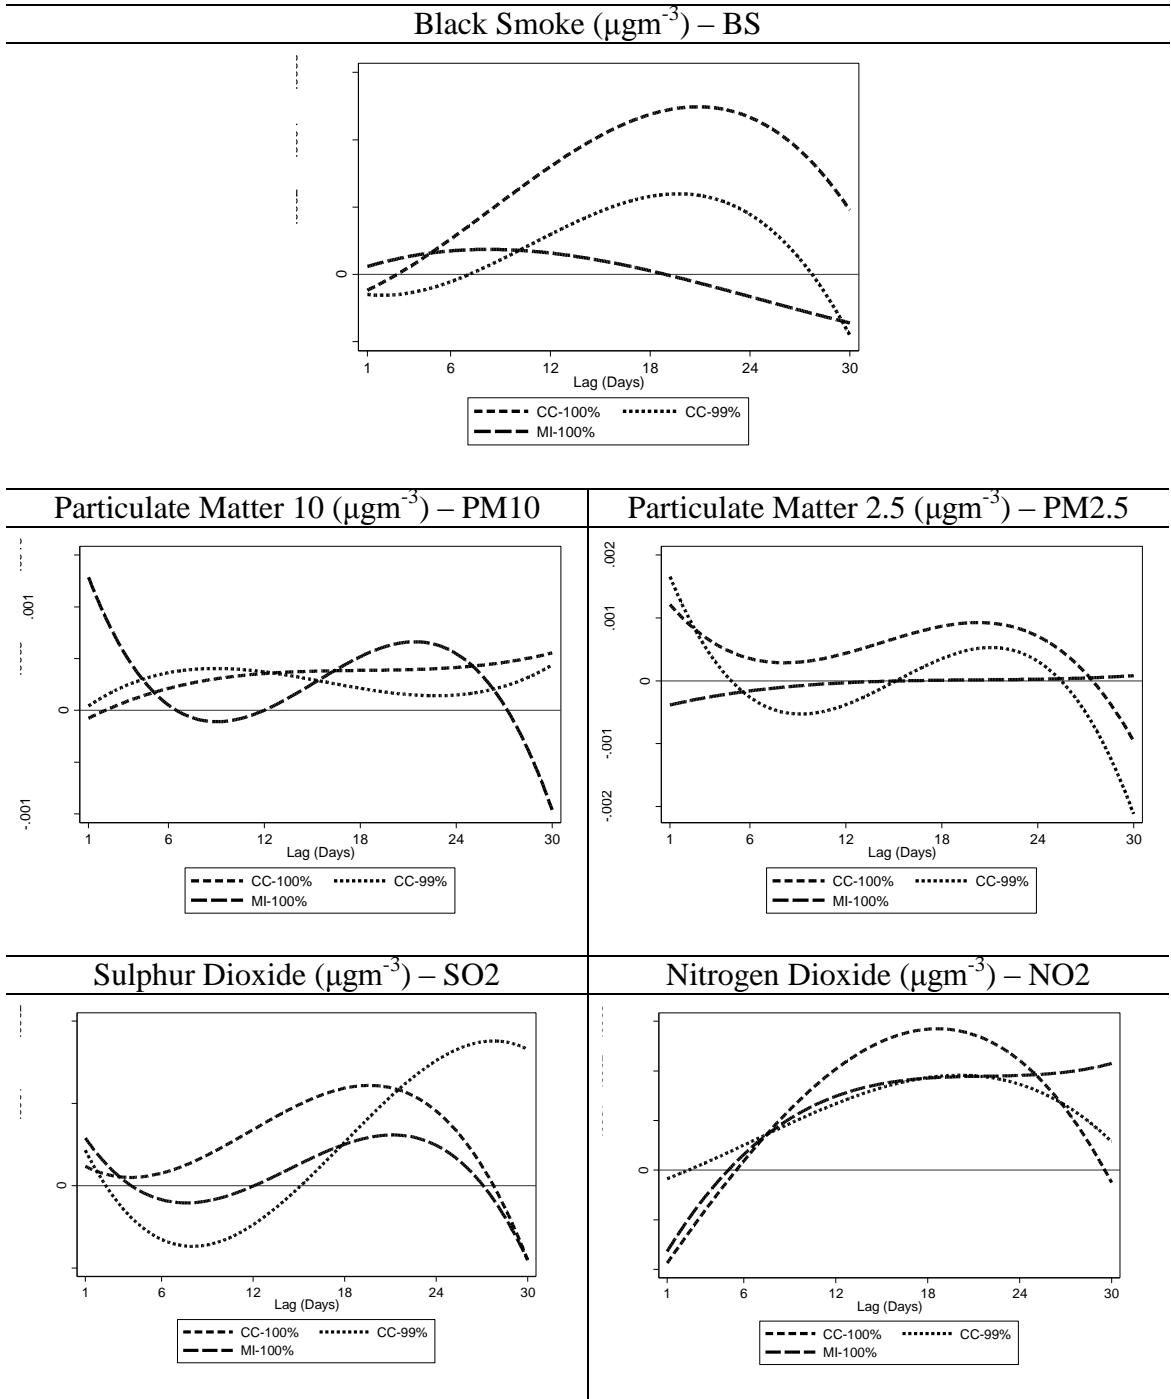 Black Smoke (μgm⁻³) – BS
0
1 6 12 18 24 30
Lag (Days)
CC-100% CC-99%
MI-100%
Particulate Matter 10 (μgm⁻³) – PM10
.001
0
-.001
1 6 12 18 24 30
Lag (Days)
CC-100% CC-99%
MI-100%
Particulate Matter 2.5 (μgm⁻³) – PM2.5
.002
.001
0
-.001
-.002
1 6 12 18 24 30
Lag (Days)
CC-100% CC-99%
MI-100%
Sulphur Dioxide (μgm⁻³) – SO2
0
1 6 12 18 24 30
Lag (Days)
CC-100% CC-99%
MI-100%
Nitrogen Dioxide (μgm⁻³) – NO2
0
1 6 12 18 24 30
Lag (Days)
CC-100% CC-99%
MI-100%